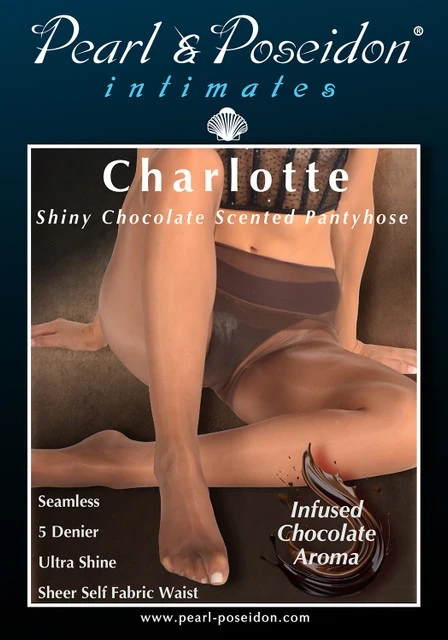 Pearl & Poseidon®
intimates
Charlotte
Shiny Chocolate Scented Pantyhose
Seamless
5 Denier
Ultra Shine
Sheer Self Fabric Waist
Infused
Chocolate
Aroma
www.pearl-poseidon.com